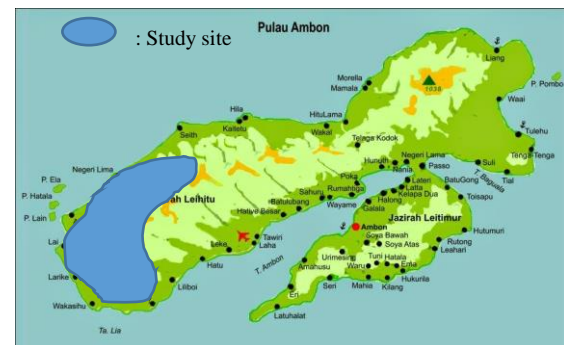 : Study site
Pulau Ambon
Liang
Morella
Mamala
1038
P. Pombo
Waai
Hila
Kaitetu
HituLama
Wakal
Seith
Telaga Kodok
Tulehu
Tenga - Tenga
Negeri Lima
Hunuth
Negeri Lama
Passo
Nania
Suli
Tial
P. Ela
P. Hatala
P. Lain
Poka
Rumahtiga
Lateri
Latta
BatuGong
T. Baguala
ah Leihitu
Batulubang
Sahuru
Hative Besar
Wayame
Halong
Kelapa Dua
Galala
Toisapu
Jazirah Leitimur
Lai
Tawiri
Laha
Leke
Ambon
Soya Bawah
Soya Atas
Hutumuri
Rutong
Leahari
Larike
Hatu
T. Ambon
Amahusu
Urimesing
Tuni
Hatala
Waru
Ema
Hukurila
Wakasihu
Liliboi
Eri
Seri
Mahia
Kilang
Latuhalat
Ta. Lia